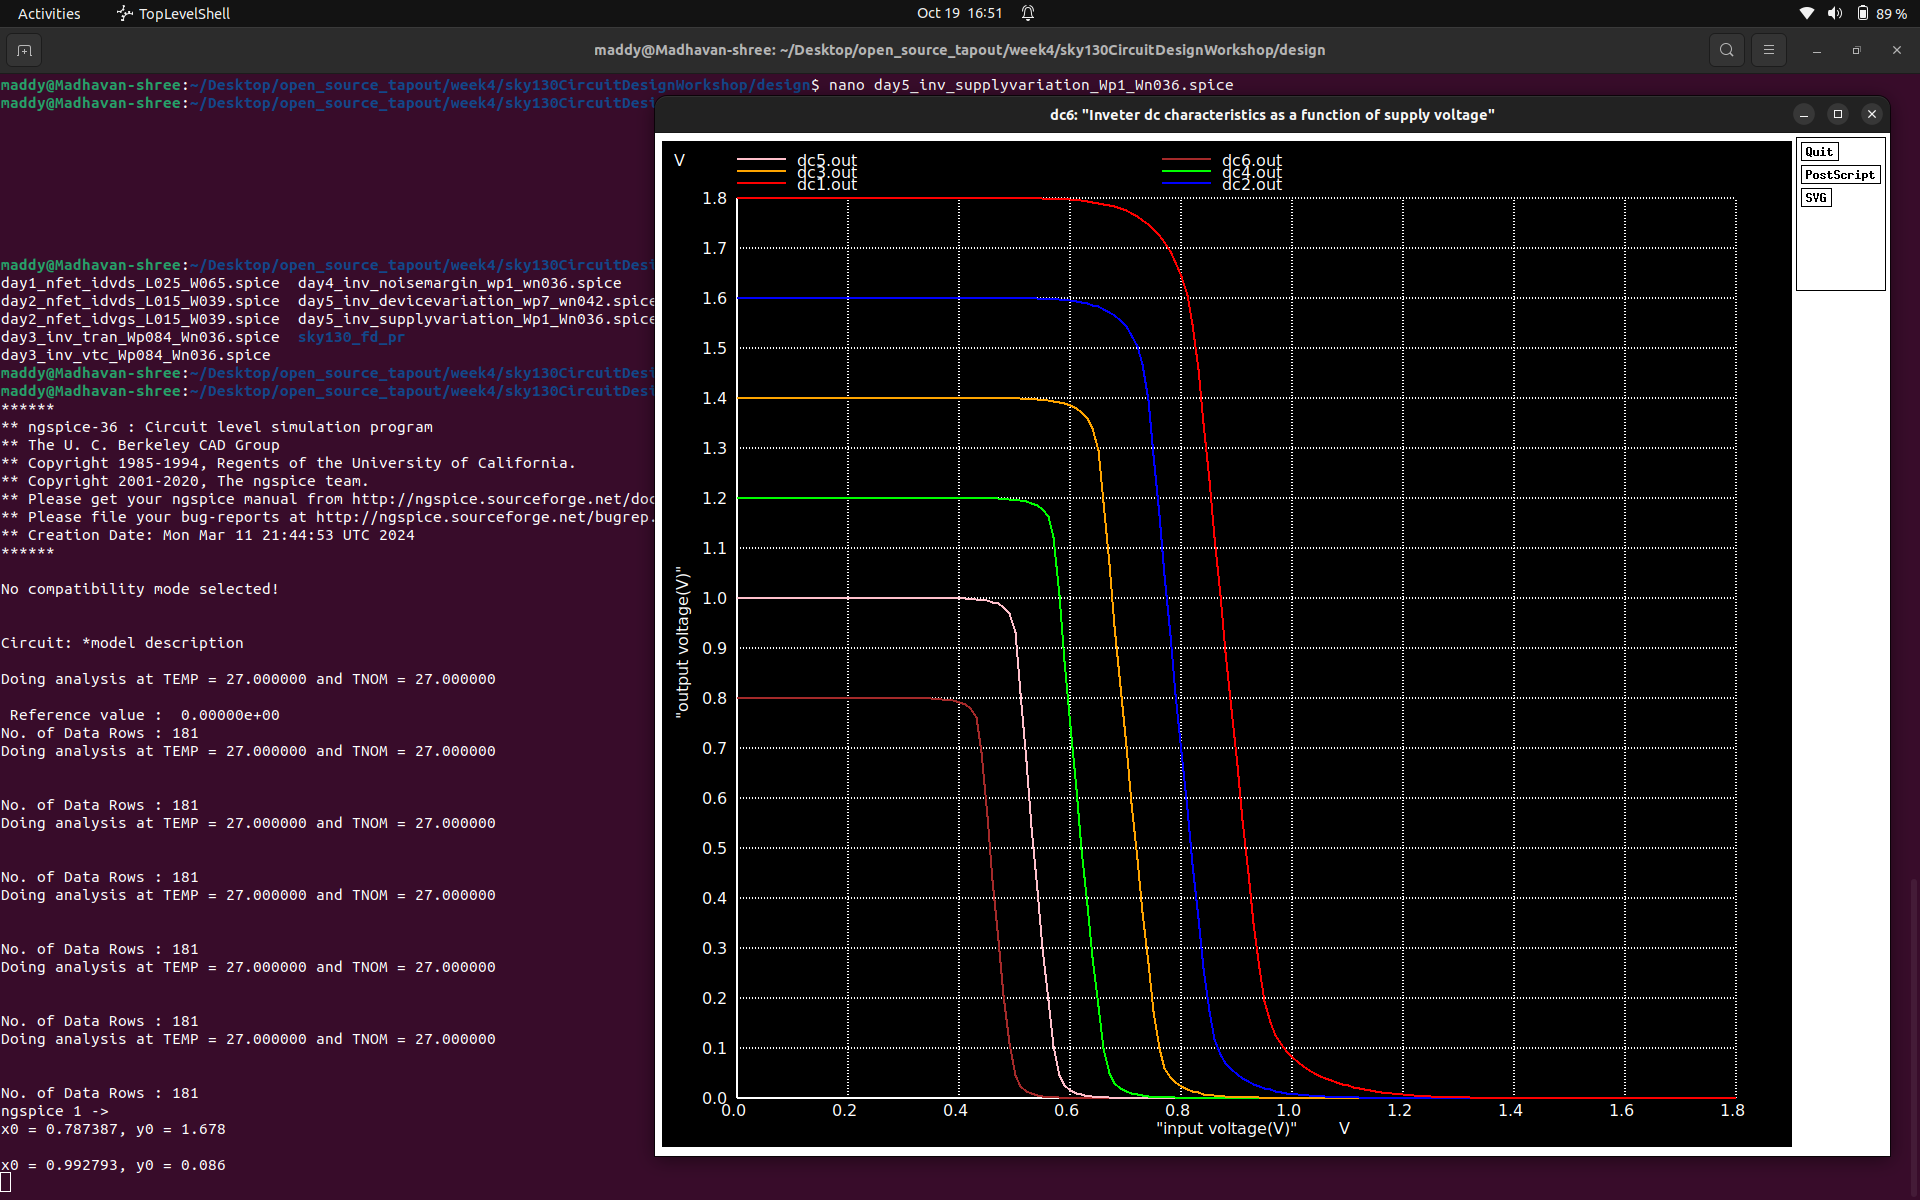 Activities TopLevelShell Oct 19 16:51 89 %
maddy@Madhavan-shree: ~/Desktop/open_source_tapout/week4/sky130CircuitDesignWorkshop/design
maddy@Madhavan-shree:~/Desktop/open_source_tapout/week4/sky130CircuitDesignWorkshop/design$ nano day5_inv_supplyvariation_Wp1_Wn036.spice
maddy@Madhavan-shree:~/Desktop/open_source_tapout/week4/sky130CircuitDesi
maddy@Madhavan-shree:~/Desktop/open_source_tapout/week4/sky130CircuitDesi
day1_nfet_idvds_L025_W065.spice day4_inv_noisemargin_wp1_wn036.spice
day2_nfet_idvds_L015_W039.spice day5_inv_devicevariation_wp7_wn042.spice
day2_nfet_idvgs_L015_W039.spice day5_inv_supplyvariation_Wp1_Wn036.spice
day3_inv_tran_Wp084_Wn036.spice sky130_fd_pr
day3_inv_vtc_Wp084_Wn036.spice
maddy@Madhavan-shree:~/Desktop/open_source_tapout/week4/sky130CircuitDesi
maddy@Madhavan-shree:~/Desktop/open_source_tapout/week4/sky130CircuitDesi
******
** ngspice-36 : Circuit level simulation program
** The U. C. Berkeley CAD Group
** Copyright 1985-1994, Regents of the University of California.
** Copyright 2001-2020, The ngspice team.
** Please get your ngspice manual from http://ngspice.sourceforge.net/doc
** Please file your bug-reports at http://ngspice.sourceforge.net/bugrep.
** Creation Date: Mon Mar 11 21:44:53 UTC 2024
******
No compatibility mode selected!
Circuit: *model description
Doing analysis at TEMP = 27.000000 and TNOM = 27.000000
Reference value : 0.00000e+00
No. of Data Rows : 181
Doing analysis at TEMP = 27.000000 and TNOM = 27.000000
No. of Data Rows : 181
Doing analysis at TEMP = 27.000000 and TNOM = 27.000000
No. of Data Rows : 181
Doing analysis at TEMP = 27.000000 and TNOM = 27.000000
No. of Data Rows : 181
Doing analysis at TEMP = 27.000000 and TNOM = 27.000000
No. of Data Rows : 181
Doing analysis at TEMP = 27.000000 and TNOM = 27.000000
No. of Data Rows : 181
ngspice 1 ->
x0 = 0.787387, y0 = 1.678
x0 = 0.992793, y0 = 0.086
dc6: "Inveter dc characteristics as a function of supply voltage"
Quit
PostScript
SVG
V dc5.out dc6.out
dc3.out dc4.out
dc1.out dc2.out
1.8
1.7
1.6
1.5
1.4
1.3
1.2
1.1
1.0
0.9
0.8
0.7
0.6
0.5
0.4
0.3
0.2
0.1
0.0
"output voltage(V)"
0.0 0.2 0.4 0.6 0.8 1.0 1.2 1.4 1.6 1.8
"input voltage(V)" V